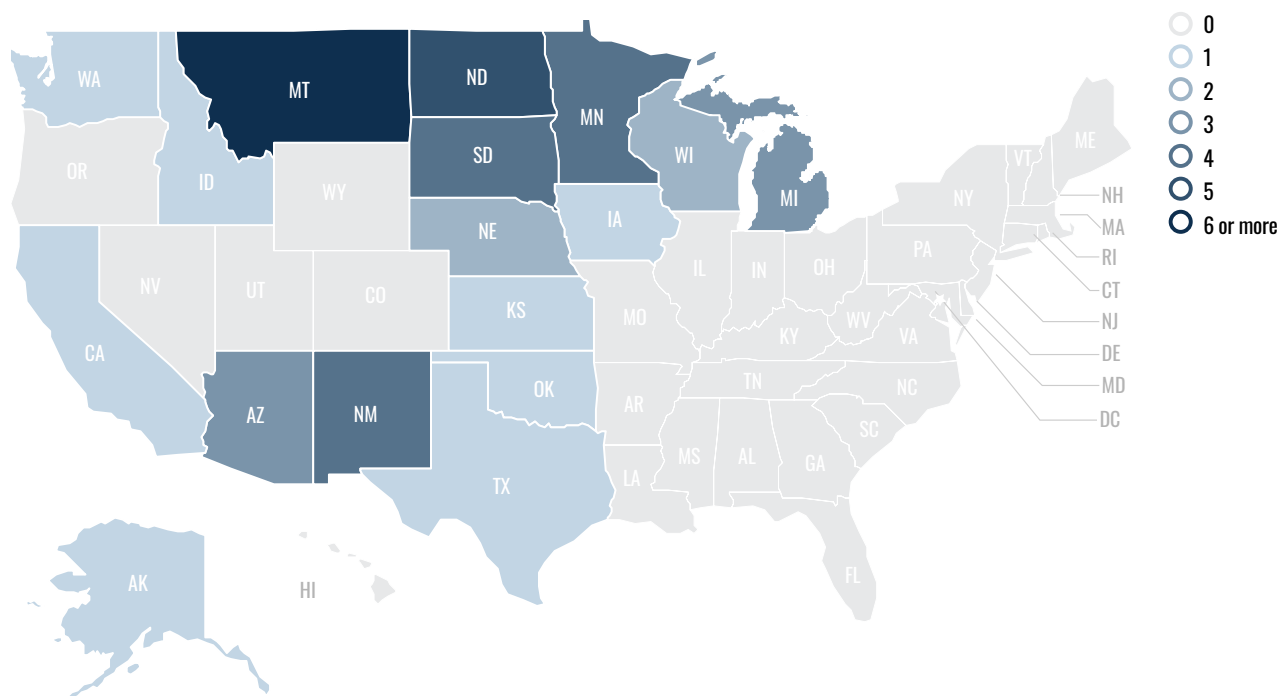 0
1
2
3
4
5
6 or more
WA
MT
ND
MN
OR
ID
WY
SD
WI
MI
VT
ME
NY
NH
MA
RI
CT
NJ
DE
MD
DC
NV
UT
CO
NE
IA
IL
IN
OH
PA
CA
KS
MO
KY
WV
VA
AZ
NM
OK
AR
TN
NC
SC
TX
LA
MS
AL
GA
FL
AK
HI